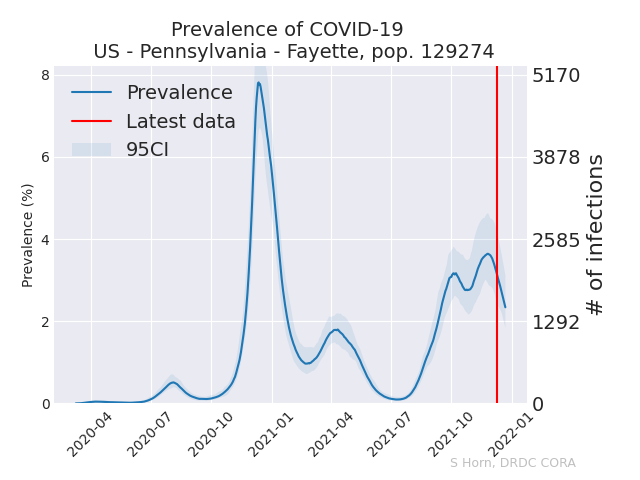 Prevalence of COVID-19
US - Pennsylvania - Fayette, pop. 129274
Prevalence
Latest data
95CI
Prevalence (%)
8
6
4
2
0
5170
3878
2585
1292
0
# of infections
2020-04
2020-07
2020-10
2021-01
2021-04
2021-07
2021-10
2022-01
S Horn, DRDC CORA